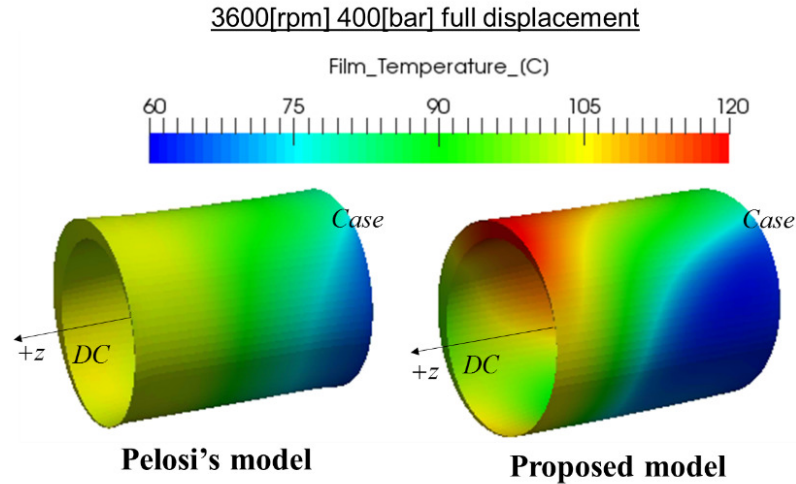 3600[rpm] 400[bar] full displacement
Film_Temperature_(C)
60 75 90 105 120
Case Case
+z DC +z DC
Pelosi's model Proposed model